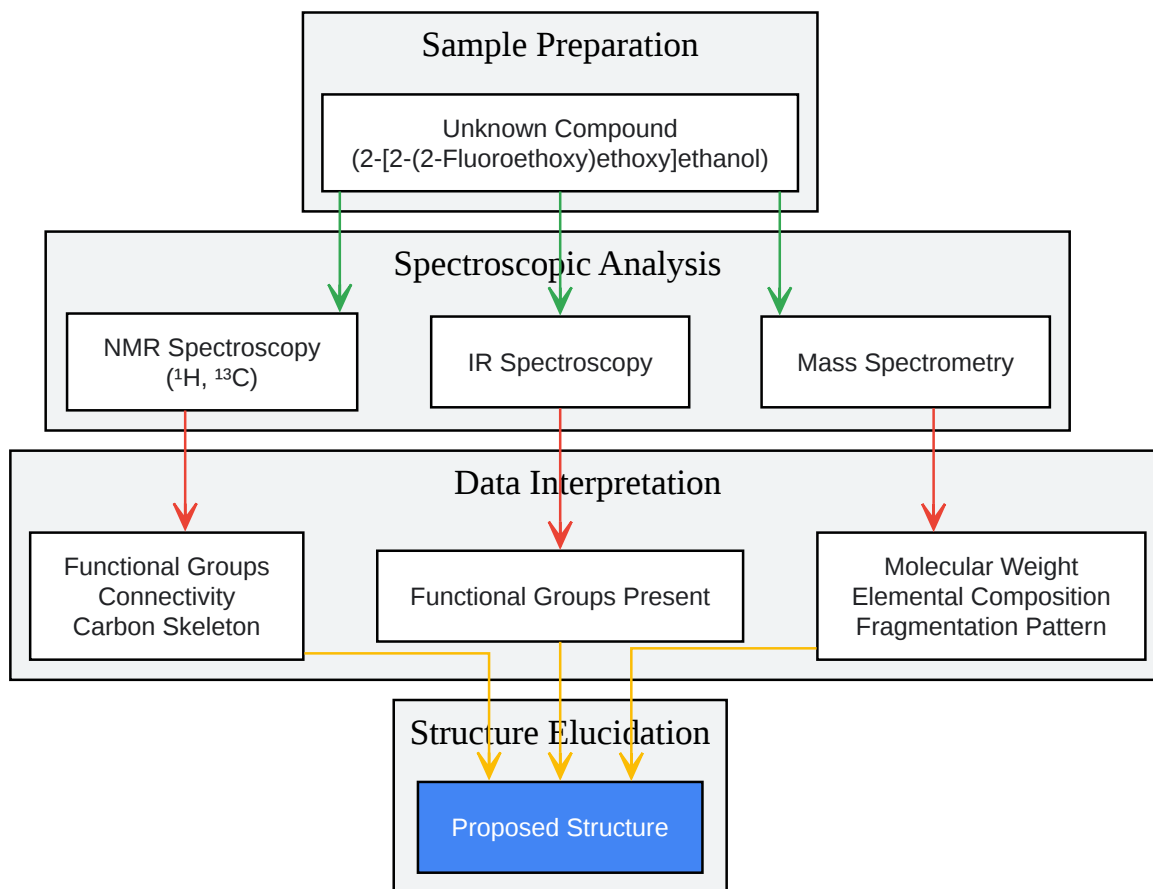 Sample Preparation
Unknown Compound
(2-[2-(2-Fluoroethoxy)ethoxy]ethanol)
Spectroscopic Analysis
NMR Spectroscopy
(¹H, ¹³C)
IR Spectroscopy
Mass Spectrometry
Data Interpretation
Functional Groups
Connectivity
Carbon Skeleton
Functional Groups Present
Molecular Weight
Elemental Composition
Fragmentation Pattern
Structure Elucidation
Proposed Structure